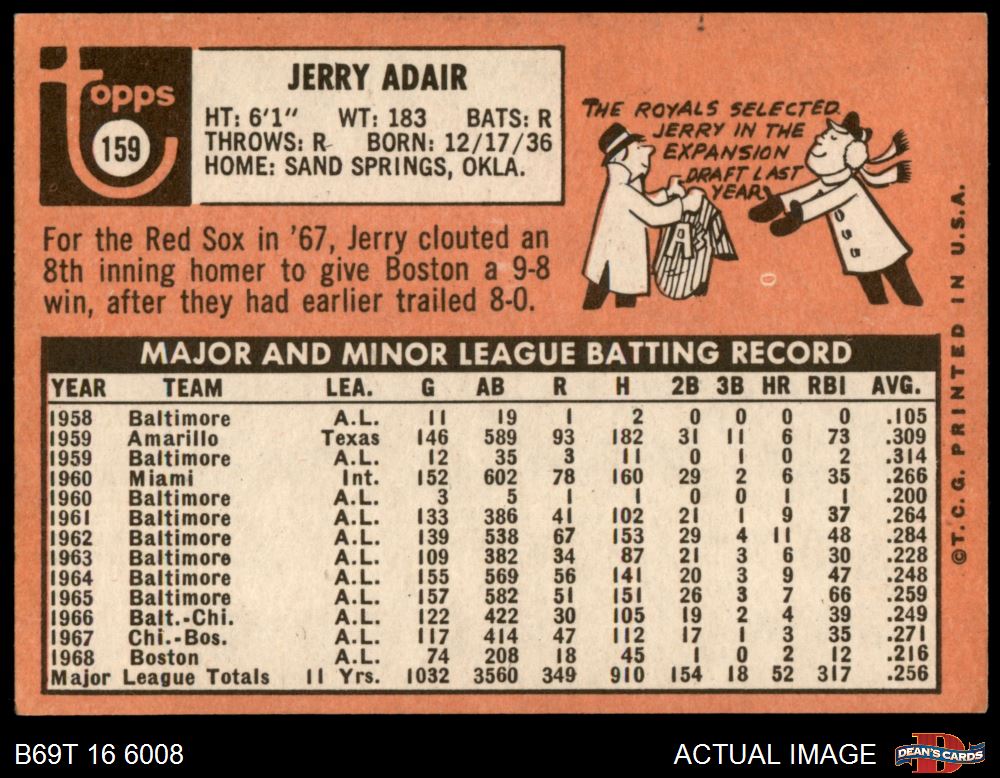 topps
159
JERRY ADAIR
HT: 6'1" WT: 183 BATS: R
THROWS: R BORN: 12/17/36
HOME: SAND SPRINGS, OKLA.
THE ROYALS SELECTED
JERRY IN THE
EXPANSION
DRAFT LAST
YEAR
A
For the Red Sox in '67, Jerry clouted an
8th inning homer to give Boston a 9-8
win, after they had earlier trailed 8-0.
MAJOR AND MINOR LEAGUE BATTING RECORD
YEAR TEAM LEA. G AB R H 2B 3B HR RBI AVG.
1958 Baltimore A.L. 11 19 1 2 0 0 0 0 .105
1959 Amarillo Texas 146 589 93 182 31 11 6 73 .309
1959 Baltimore A.L. 12 35 3 11 0 1 0 2 .314
1960 Miami Int. 152 602 78 160 29 2 6 35 .266
1960 Baltimore A.L. 3 5 1 1 0 0 1 1 .200
1961 Baltimore A.L. 133 386 41 102 21 1 9 37 .264
1962 Baltimore A.L. 139 538 67 153 29 4 11 48 .284
1963 Baltimore A.L. 109 382 34 87 21 3 6 30 .228
1964 Baltimore A.L. 155 569 56 141 20 3 9 47 .248
1965 Baltimore A.L. 157 582 51 151 26 3 7 66 .259
1966 Balt.-Chi. A.L. 122 422 30 105 19 2 4 39 .249
1967 Chi.-Bos. A.L. 117 414 47 112 17 1 3 35 .271
1968 Boston A.L. 74 208 18 45 1 0 2 12 .216
Major League Totals 11 Yrs. 1032 3560 349 910 154 18 52 317 .256
©T.C.G. PRINTED IN U.S.A.
B69T 16 6008
ACTUAL IMAGE
D
DEAN'S CARDS